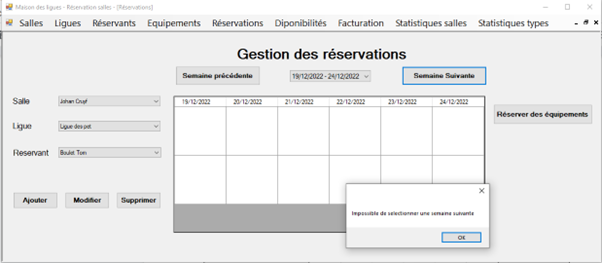 Maison des ligues - Réservation salles - [Réservations]
Salles Ligues Réservants Equipements Réservations Diponibilités Facturation Statistiques salles Statistiques types
Gestion des réservations
Semaine précédente 19/12/2022 - 24/12/2022 Semaine Suivante
Salle Johan Cruyf
19/12/2022 20/12/2022 21/12/2022 22/12/2022 23/12/2022 24/12/2022
Réserver des équipements
Ligue Ligue des pot
Reservant Boulet Tom
Ajouter Modifier Supprimer
Impossible de selectionner une semaine suivante
OK